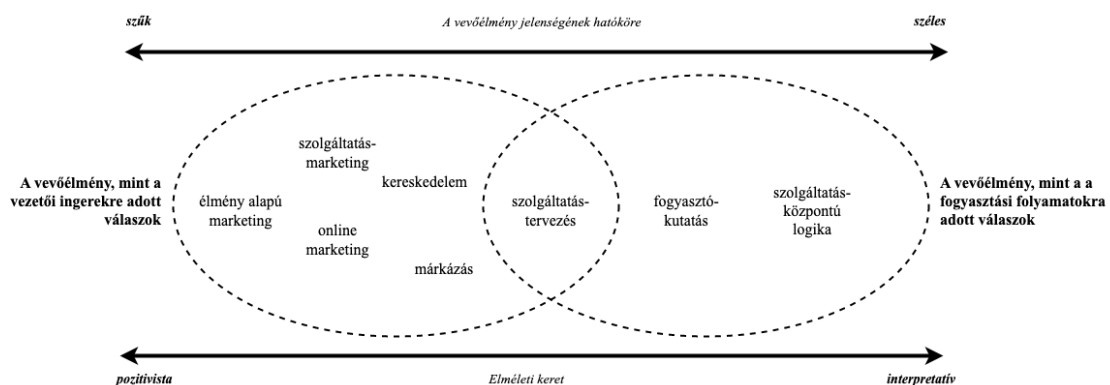 szűk
A vevőélmény jelenségének hatóköre
széles
A vevőélmény, mint a
vezetői ingerekre adott
válaszok
szolgáltatás-
marketing
kereskedelem
élmény alapú
marketing
online
marketing
márkázás
szolgáltatás-
tervezés
fogyasztó-
kutatás
szolgáltatás-
központú
logika
A vevőélmény, mint a a
fogyasztási folyamatokra
adott válaszok
pozitivista
Elméleti keret
interpretatív